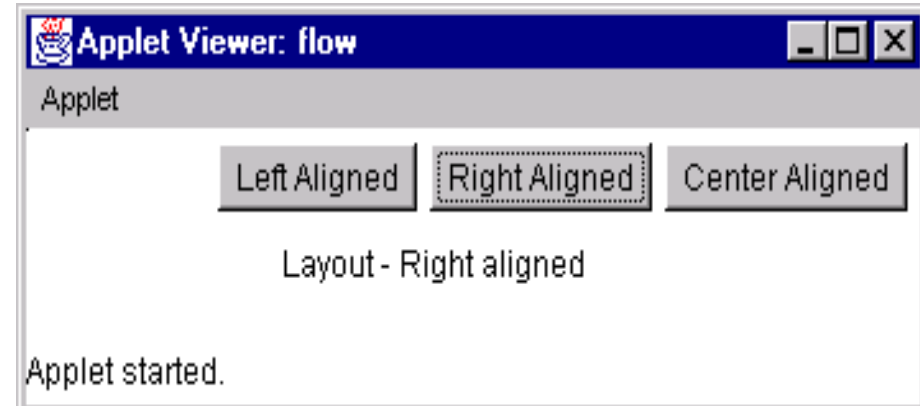 Applet Viewer: flow
Applet
Left Aligned Right Aligned Center Aligned
Layout - Right aligned
Applet started.